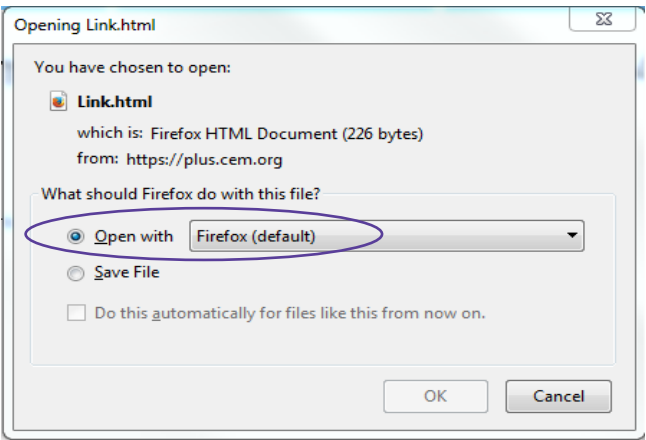 Opening Link.html
You have chosen to open:
Link.html
which is: Firefox HTML Document (226 bytes)
from: https://plus.cem.org
What should Firefox do with this file?
Open with Firefox (default)
Save File
Do this automatically for files like this from now on.
OK Cancel